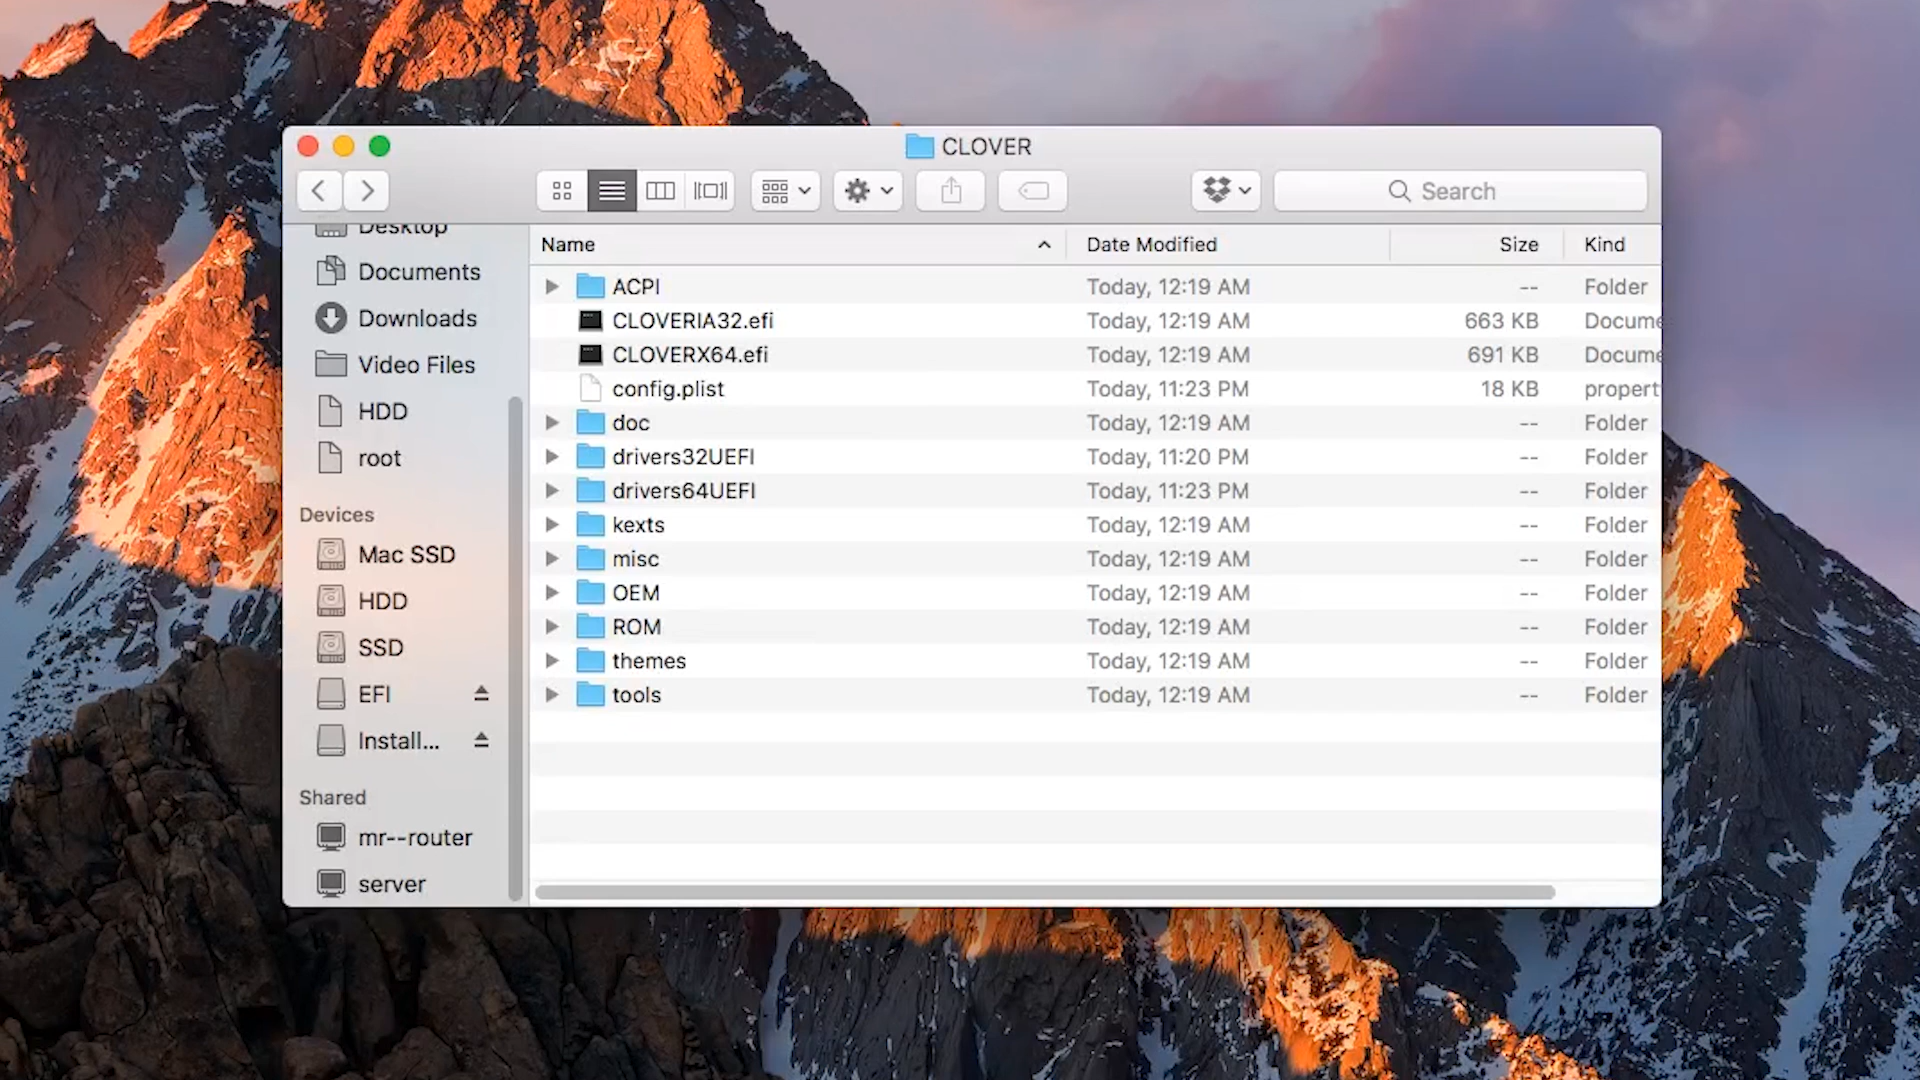 CLOVER
Search
Desktop
Documents
Downloads
Video Files
HDD
root
Devices
Mac SSD
HDD
SSD
EFI
Install...
Shared
mr--router
server
Name Date Modified Size Kind
ACPI Today, 12:19 AM -- Folder
CLOVERIA32.efi Today, 12:19 AM 663 KB Docume
CLOVERX64.efi Today, 12:19 AM 691 KB Docume
config.plist Today, 11:23 PM 18 KB propert
doc Today, 12:19 AM -- Folder
drivers32UEFI Today, 11:20 PM -- Folder
drivers64UEFI Today, 11:23 PM -- Folder
kexts Today, 12:19 AM -- Folder
misc Today, 12:19 AM -- Folder
OEM Today, 12:19 AM -- Folder
ROM Today, 12:19 AM -- Folder
themes Today, 12:19 AM -- Folder
tools Today, 12:19 AM -- Folder